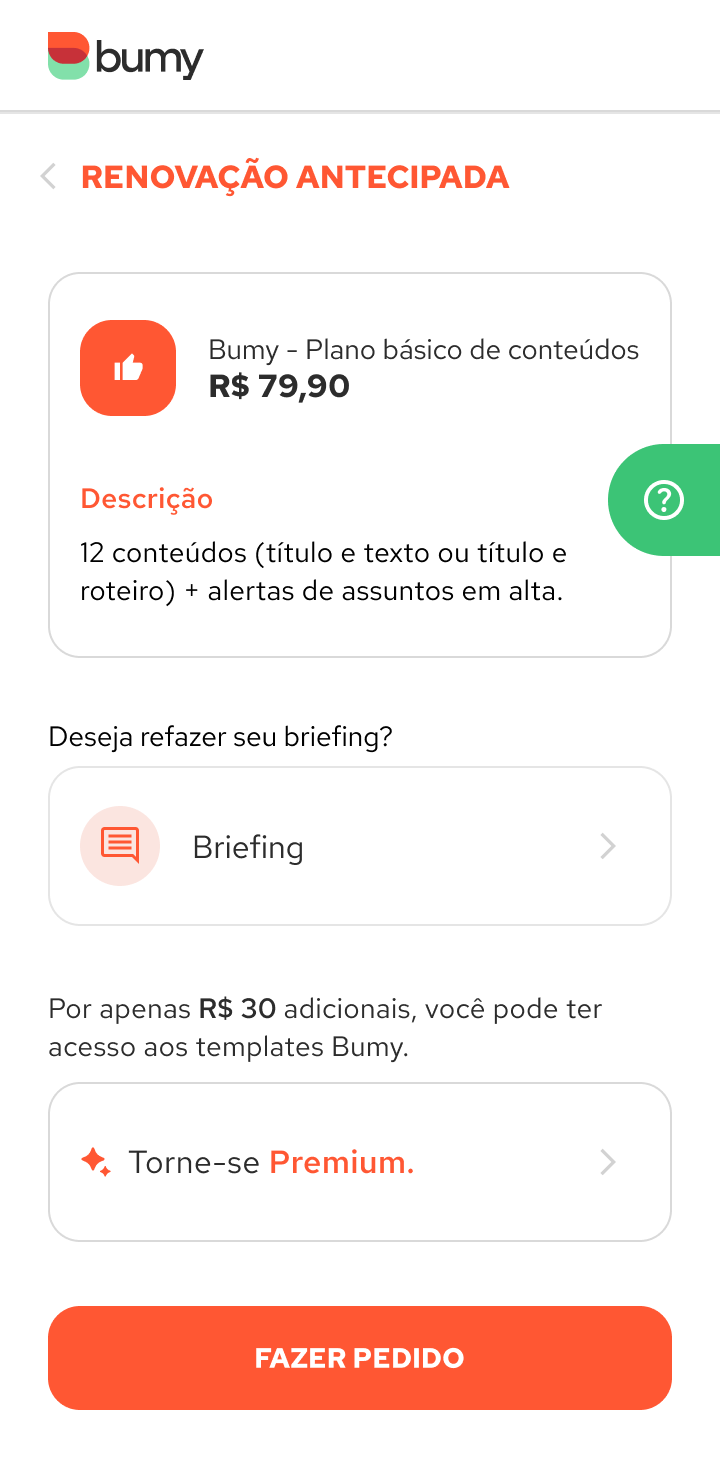 bumy
RENOVAÇÃO ANTECIPADA
Bumy - Plano básico de conteúdos
R$ 79,90
Descrição
12 conteúdos (título e texto ou título e
roteiro) + alertas de assuntos em alta.
Deseja refazer seu briefing?
Briefing
Por apenas R$ 30 adicionais, você pode ter
acesso aos templates Bumy.
Torne-se Premium.
FAZER PEDIDO